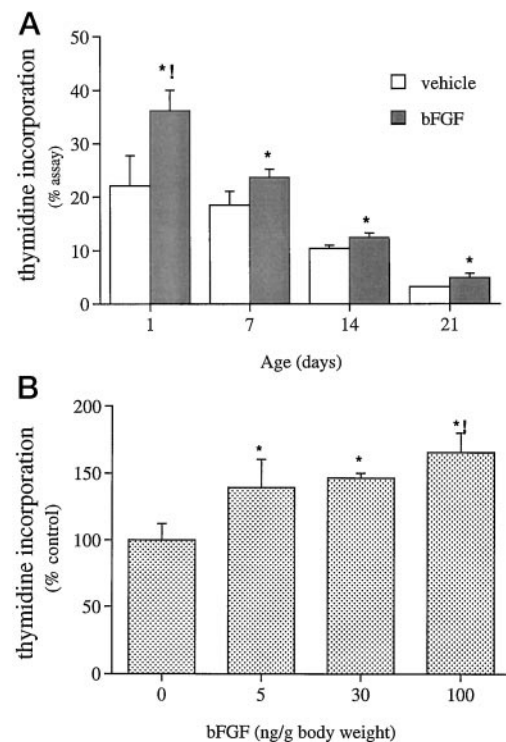 A
thymidine incorporation
(% assay)
50
40
30
20
10
0
*!
*
*
*
vehicle
bFGF
1 7 14 21
Age (days)
B
thymidine incorporation
(% control)
200
150
100
50
0
*
*
*!
0 5 30 100
bFGF (ng/g body weight)